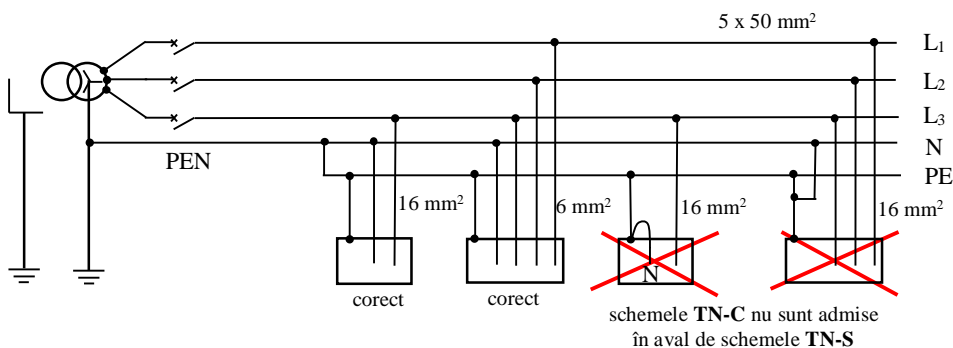 5 x 50 mm²
L₁
L₂
L₃
N
PEN
PE
16 mm²
6 mm²
16 mm²
16 mm²
N
corect
corect
schemele TN-C nu sunt admise
în aval de schemele TN-S